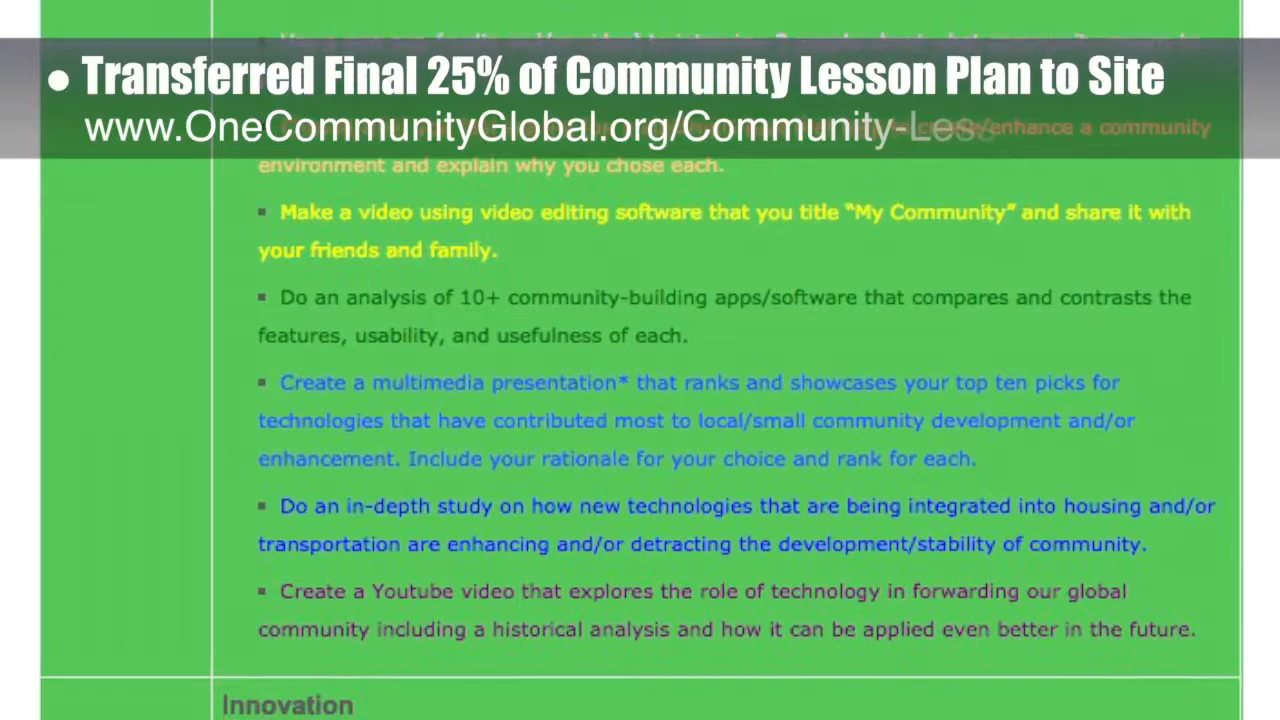 ● Transferred Final 25% of Community Lesson Plan to Site
www.OneCommunityGlobal.org/Community-Less
create/enhance a community
environment and explain why you chose each.
▪ Make a video using video editing software that you title “My Community” and share it with
your friends and family.
▪ Do an analysis of 10+ community-building apps/software that compares and contrasts the
features, usability, and usefulness of each.
▪ Create a multimedia presentation* that ranks and showcases your top ten picks for
technologies that have contributed most to local/small community development and/or
enhancement. Include your rationale for your choice and rank for each.
▪ Do an in-depth study on how new technologies that are being integrated into housing and/or
transportation are enhancing and/or detracting the development/stability of community.
▪ Create a Youtube video that explores the role of technology in forwarding our global
community including a historical analysis and how it can be applied even better in the future.
Innovation